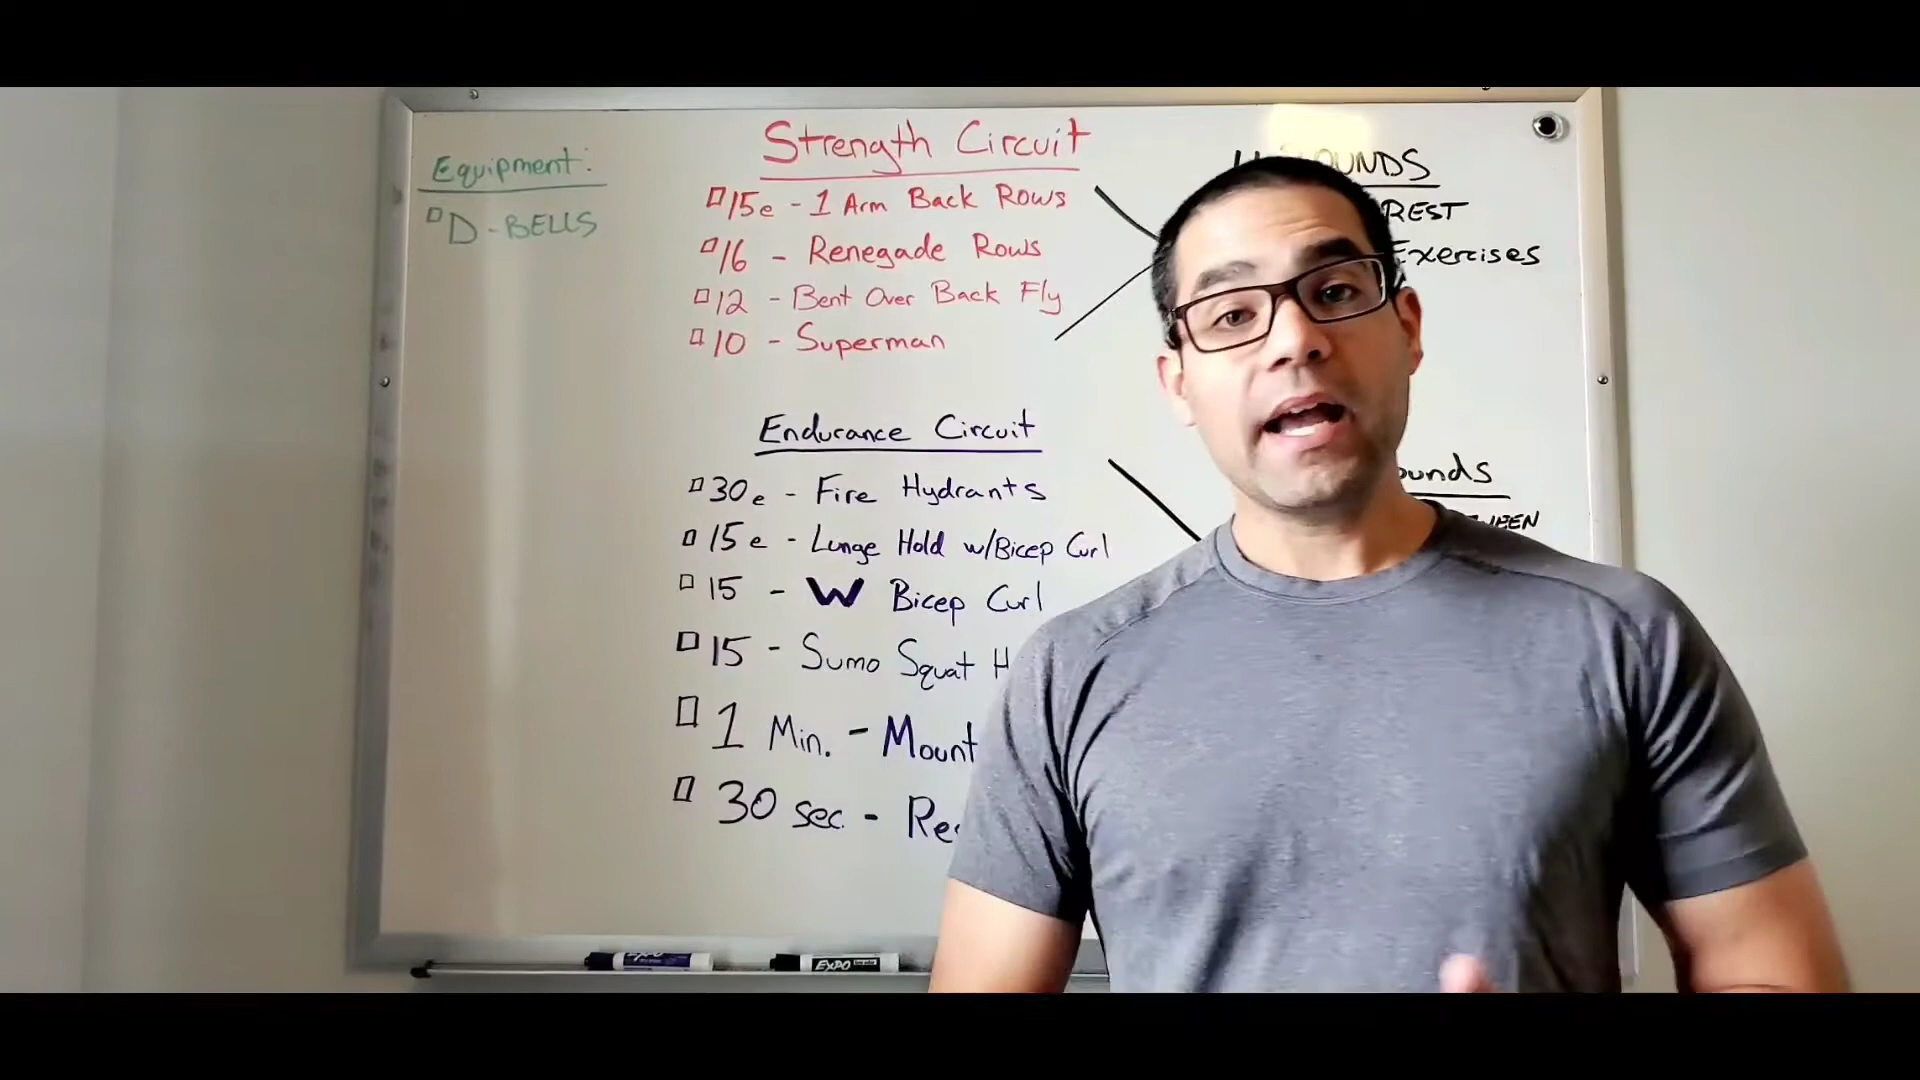 Equipment:
D-BELLS
Strength Circuit
15e - 1 Arm Back Rows
16 - Renegade Rows
12 - Bent Over Back Fly
10 - Superman
REST
Exercises
Endurance Circuit
30e - Fire Hydrants
15e - Lunge Hold w/Bicep Curl
15 - W Bicep Curl
15 - Sumo Squat H
1 Min. - Mount
30 sec. - Re
EXPO
EXPO